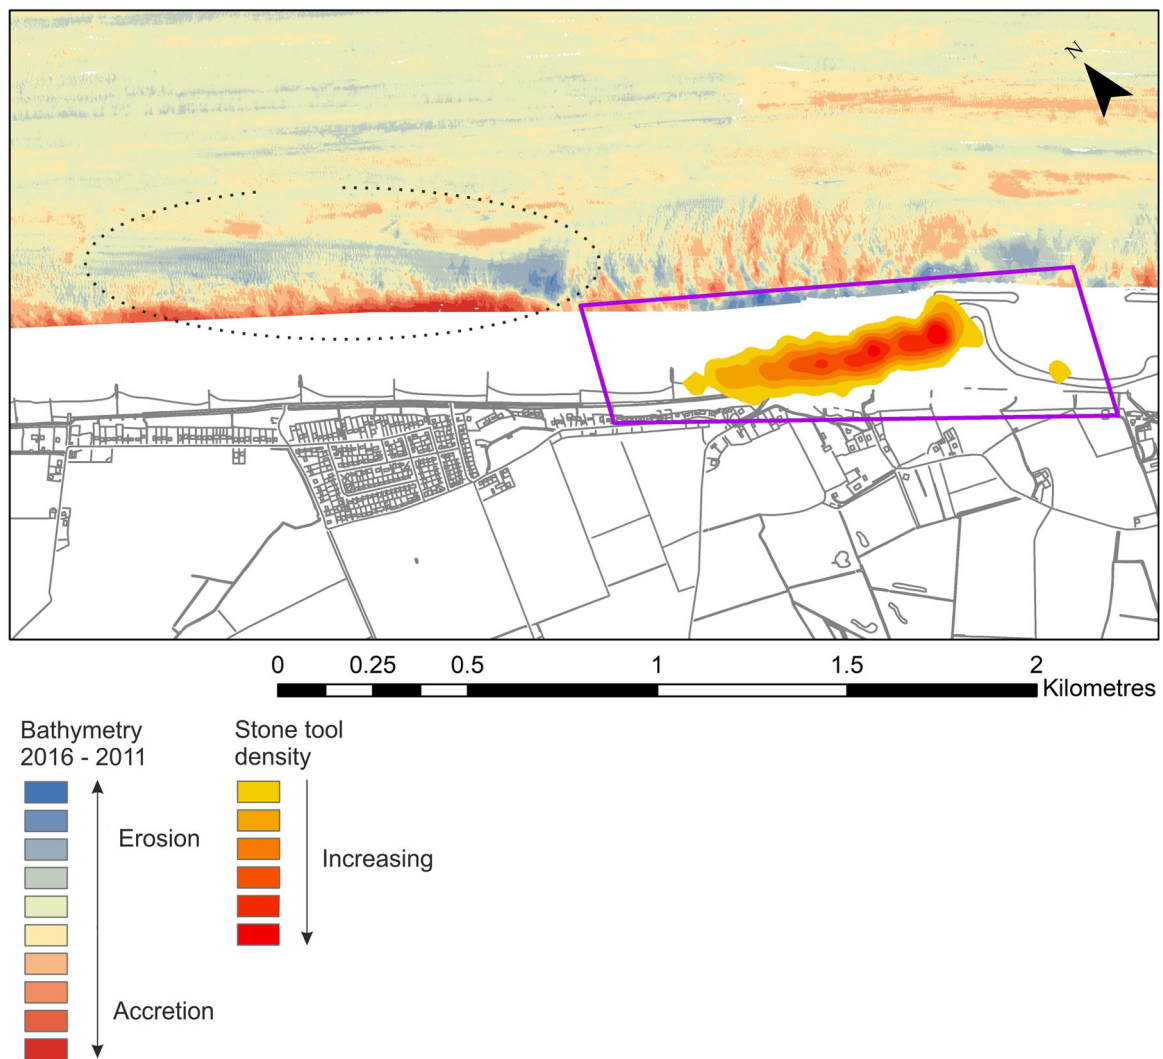 N
0 0.25 0.5 1 1.5 2
Kilometres
Bathymetry
2016 - 2011
Erosion
Accretion
Stone tool
density
Increasing